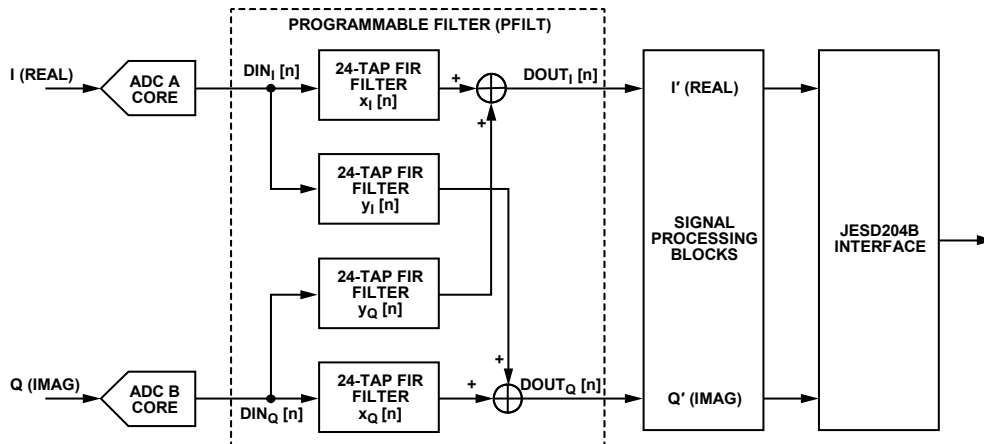 PROGRAMMABLE FILTER (PFILT)
I (REAL)
ADC A
CORE
DINI [n]
24-TAP FIR
FILTER
xI [n]
+
+
DOUTI [n]
I′ (REAL)
24-TAP FIR
FILTER
yI [n]
SIGNAL
PROCESSING
BLOCKS
JESD204B
INTERFACE
24-TAP FIR
FILTER
yQ [n]
Q (IMAG)
ADC B
CORE
DINQ [n]
24-TAP FIR
FILTER
xQ [n]
+
+
DOUTQ [n]
Q′ (IMAG)